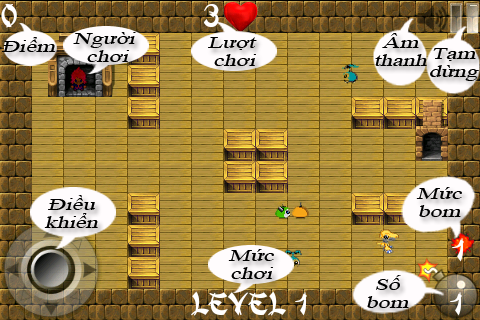 0
3
Điểm
Người
chơi
Lượt
chơi
Âm
thanh
Tạm
dừng
Điều
khiển
Mức
bom
1
Mức
chơi
Số
bom
1
LEVEL 1